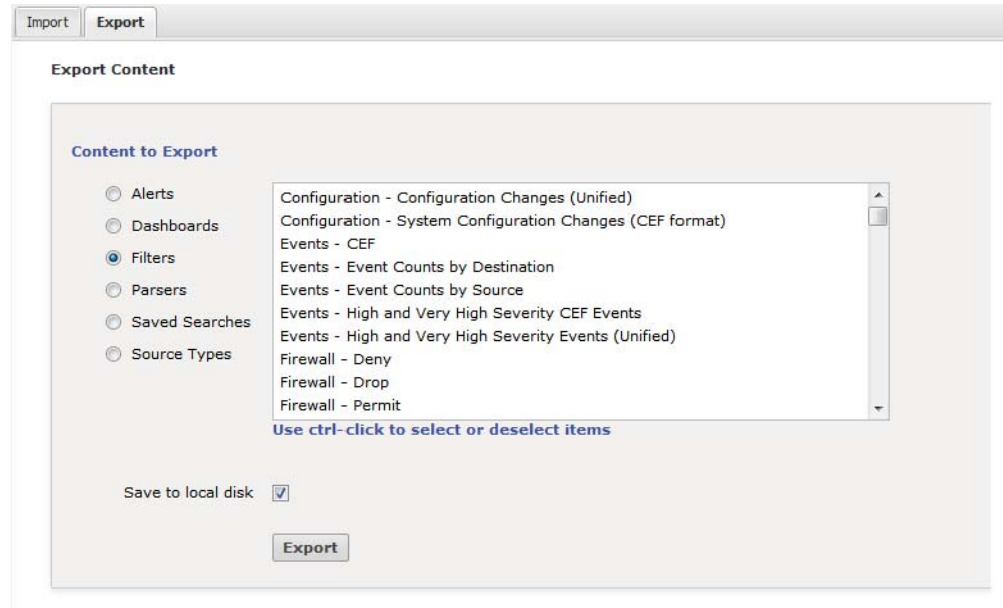 Import
Export
Export Content
Content to Export
Alerts
Dashboards
Filters
Parsers
Saved Searches
Source Types
Configuration - Configuration Changes (Unified)
Configuration - System Configuration Changes (CEF format)
Events - CEF
Events - Event Counts by Destination
Events - Event Counts by Source
Events - High and Very High Severity CEF Events
Events - High and Very High Severity Events (Unified)
Firewall - Deny
Firewall - Drop
Firewall - Permit
Use ctrl-click to select or deselect items
Save to local disk
Export